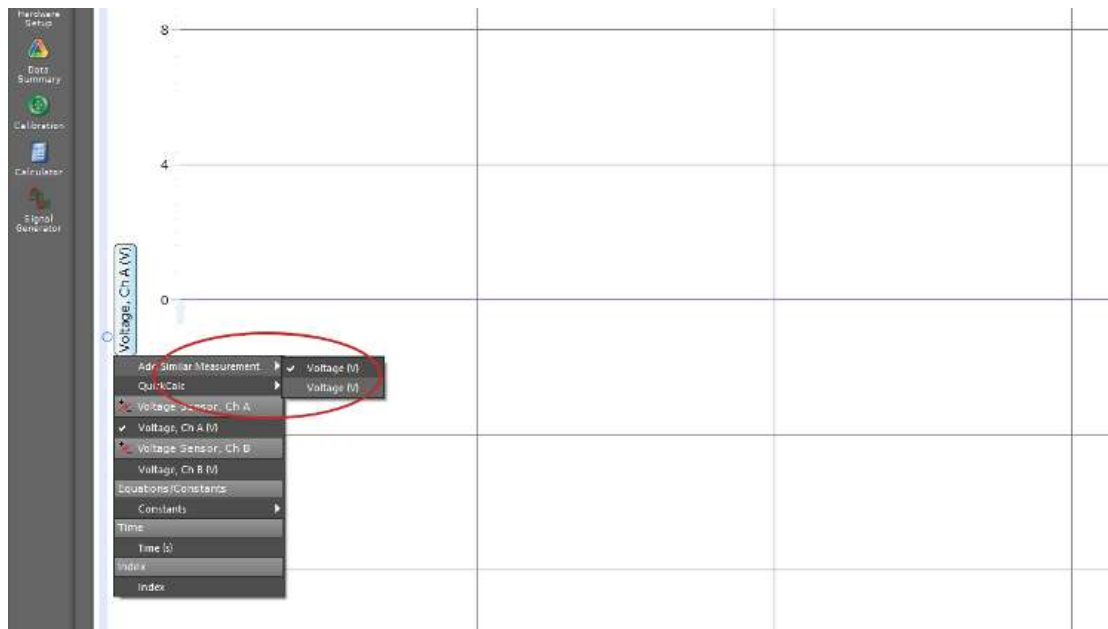 Hardware
Setup
Data
Summary
Calibration
Calculator
Signal
Generator
8
4
0
Voltage, Ch A (V)
Add Similar Measurement
Voltage (V)
QuickCalc
Voltage (V)
Voltage Sensor, Ch A
Voltage, Ch A (V)
Voltage Sensor, Ch B
Voltage, Ch B (V)
Equations/Constants
Constants
Time
Time (s)
Index
Index